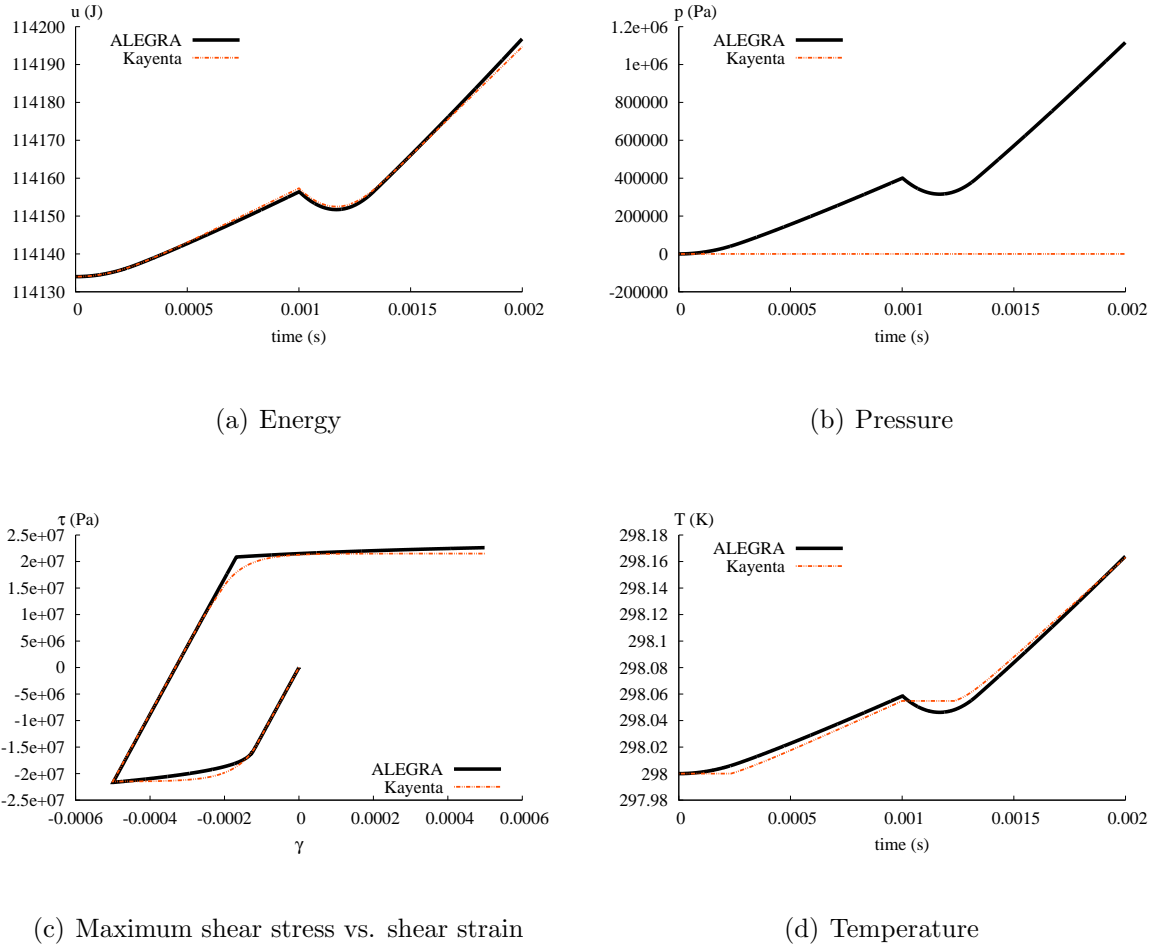 u (J)
114200
114190
114180
114170
114160
114150
114140
114130
ALEGRA
Kayenta
0 0.0005 0.001 0.0015 0.002
time (s)
(a) Energy
p (Pa)
1.2e+06
1e+06
800000
600000
400000
200000
0
-200000
ALEGRA
Kayenta
0 0.0005 0.001 0.0015 0.002
time (s)
(b) Pressure
τ (Pa)
2.5e+07
2e+07
1.5e+07
1e+07
5e+06
0
-5e+06
-1e+07
-1.5e+07
-2e+07
-2.5e+07
ALEGRA
Kayenta
-0.0006 -0.0004 -0.0002 0 0.0002 0.0004 0.0006
γ
(c) Maximum shear stress vs. shear strain
T (K)
298.18
298.16
298.14
298.12
298.1
298.08
298.06
298.04
298.02
298
297.98
ALEGRA
Kayenta
0 0.0005 0.001 0.0015 0.002
time (s)
(d) Temperature